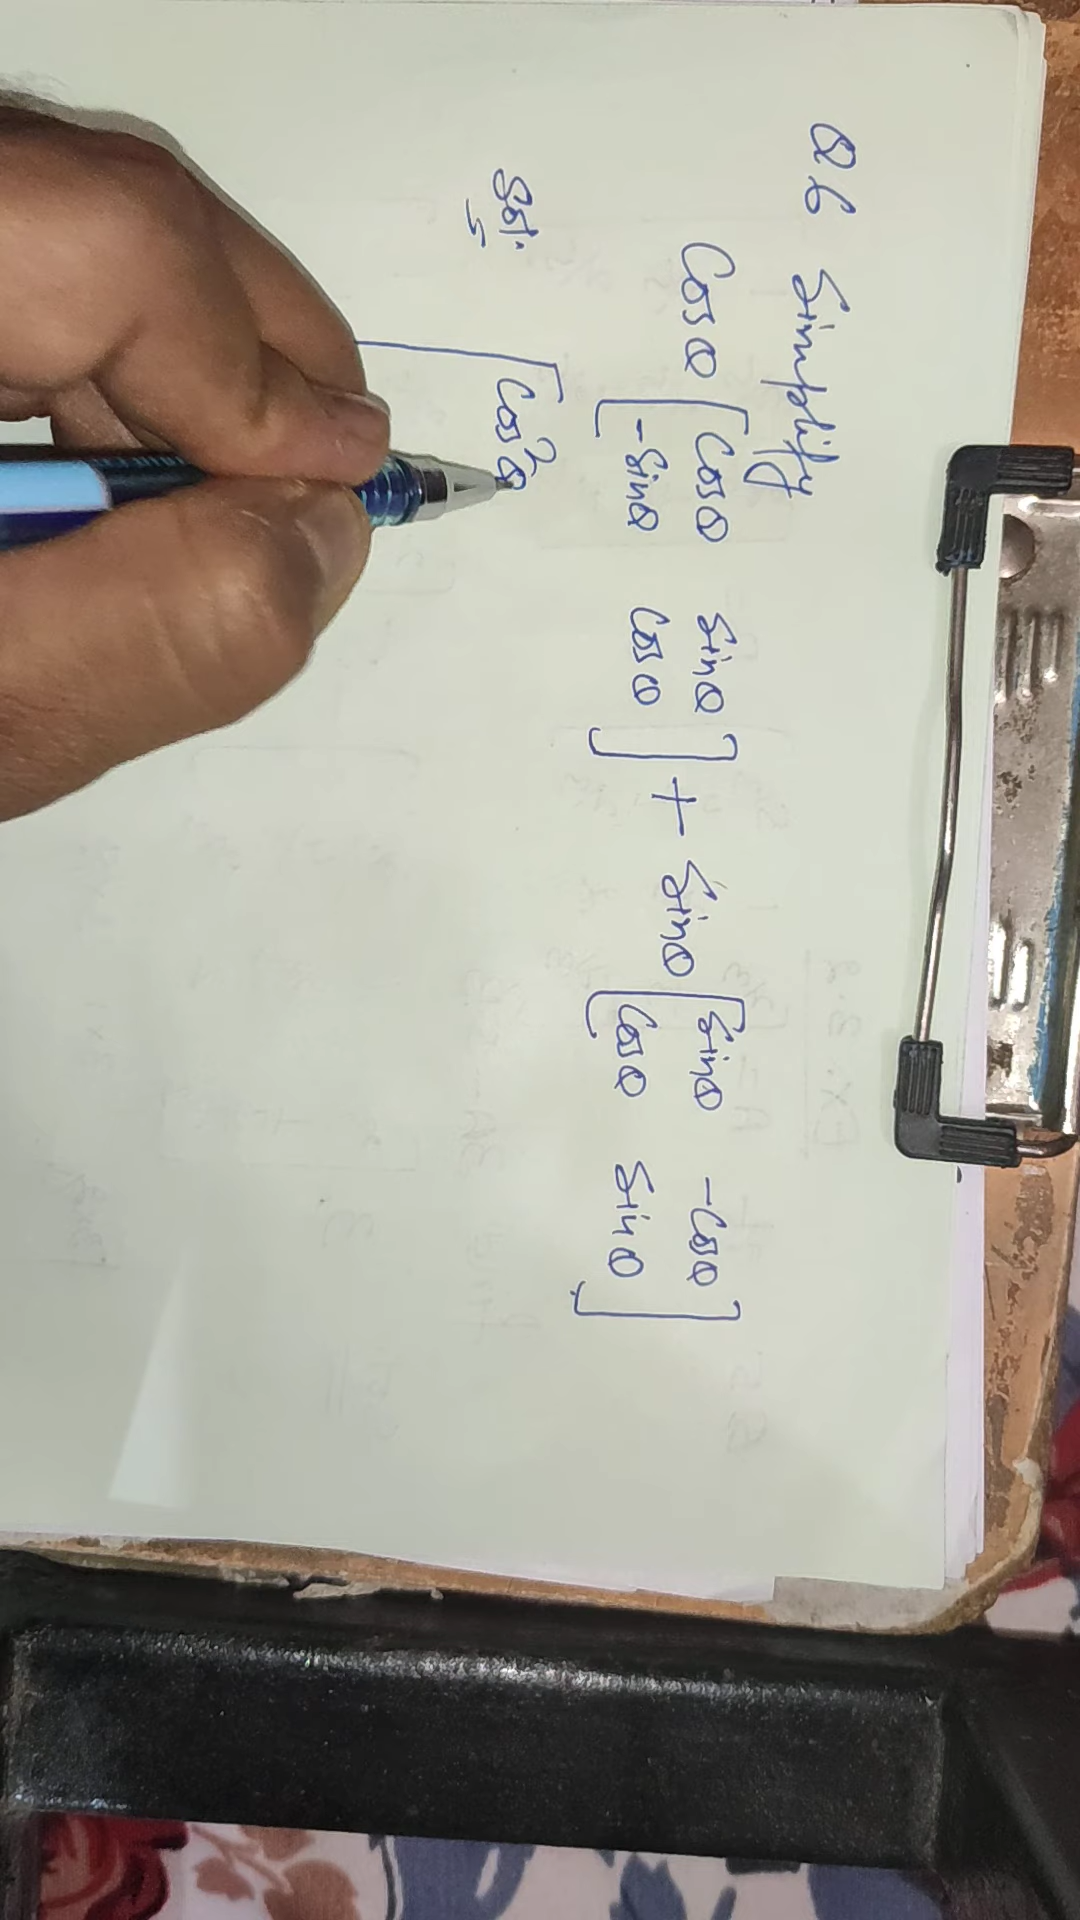 Q6 Simplify
Cosθ [Cosθ Sinθ] + Sinθ [Sinθ -Cosθ]
[-Sinθ Cosθ] [Cosθ Sinθ]
Sol:
[Cos²θ